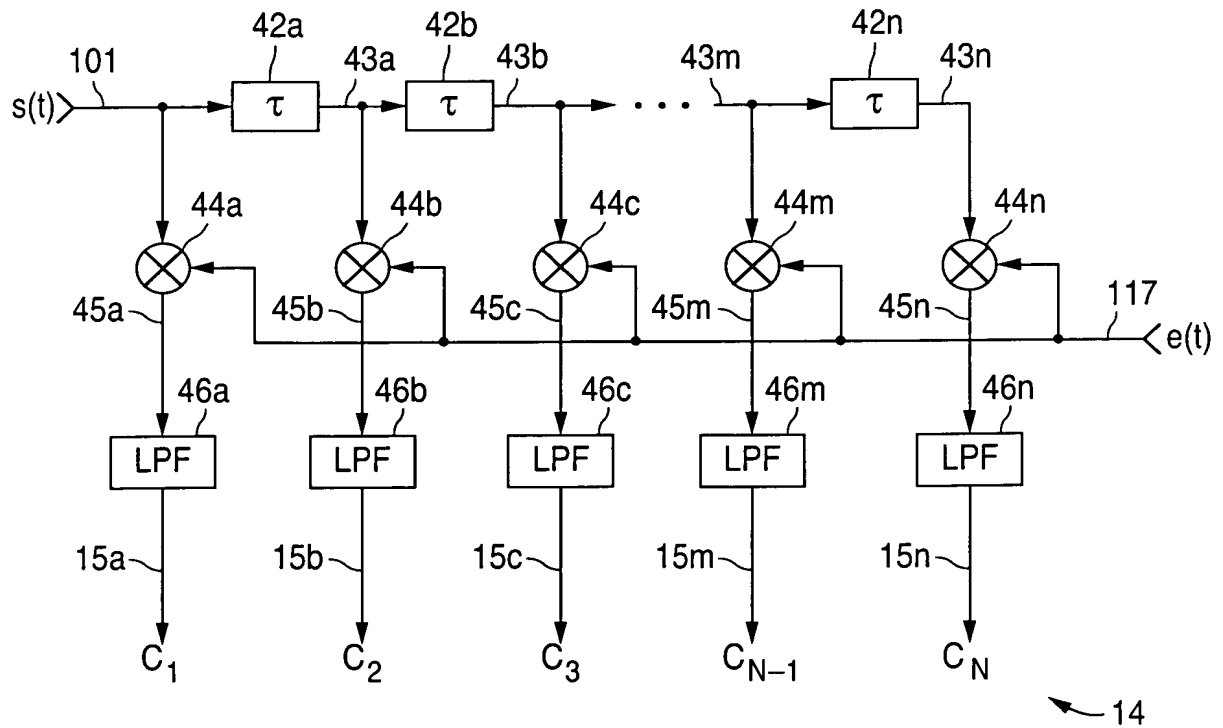 42a 42b 42n
101 43a 43b 43m 43n
s(t) τ τ • • • τ
44a 44b 44c 44m 44n
45a 45b 45c 45m 45n 117
e(t)
46a 46b 46c 46m 46n
LPF LPF LPF LPF LPF
15a 15b 15c 15m 15n
C1 C2 C3 CN–1 CN
14